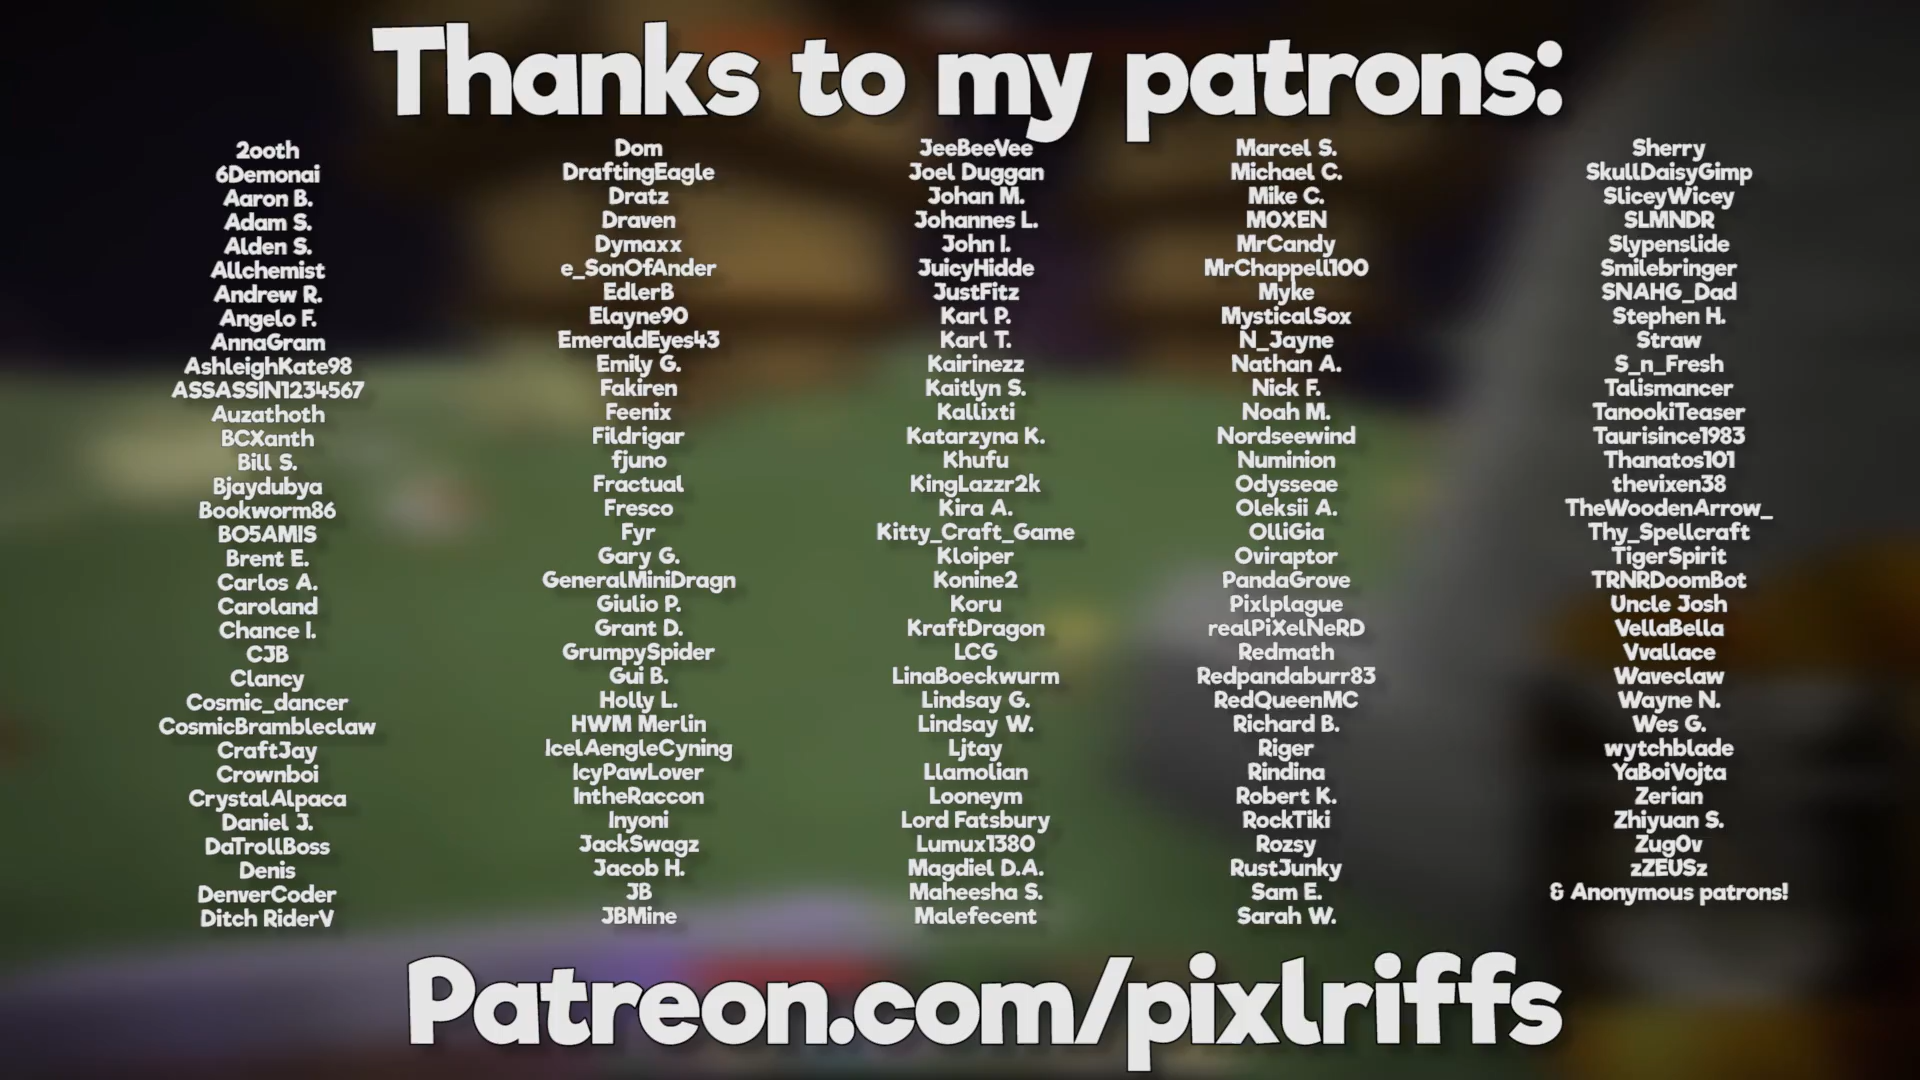 Thanks to my patrons:
2ooth
6Demonai
Aaron B.
Adam S.
Alden S.
Allchemist
Andrew R.
Angelo F.
AnnaGram
AshleighKate98
ASSASSIN1234567
Auzathoth
BCXanth
Bill S.
Bjaydubya
Bookworm86
BO5AMIS
Brent E.
Carlos A.
Caroland
Chance I.
CJB
Clancy
Cosmic_dancer
CosmicBrambleclaw
CraftJay
Crownboi
CrystalAlpaca
Daniel J.
DaTrollBoss
Denis
DenverCoder
Ditch RiderV
Dom
DraftingEagle
Dratz
Draven
Dymaxx
e_SonOfAnder
EdlerB
Elayne90
EmeraldEyes43
Emily G.
Fakiren
Feenix
Fildrigar
fjuno
Fractual
Fresco
Fyr
Gary G.
GeneralMiniDragn
Giulio P.
Grant D.
GrumpySpider
Gui B.
Holly L.
HWM Merlin
IcelAengleCyning
IcyPawLover
IntheRaccon
Inyoni
JackSwagz
Jacob H.
JB
JBMine
JeeBeeVee
Joel Duggan
Johan M.
Johannes L.
John I.
JuicyHidde
JustFitz
Karl P.
Karl T.
Kairinezz
Kaitlyn S.
Kallixti
Katarzyna K.
Khufu
KingLazzr2k
Kira A.
Kitty_Craft_Game
Kloiper
Konine2
Koru
KraftDragon
LCG
LinaBoeckwurm
Lindsay G.
Lindsay W.
Ljtay
Llamolian
Looneym
Lord Fatsbury
Lumux1380
Magdiel D.A.
Maheesha S.
Malefecent
Marcel S.
Michael C.
Mike C.
M0XEN
MrCandy
MrChappell100
Myke
MysticalSox
N_Jayne
Nathan A.
Nick F.
Noah M.
Nordseewind
Numinion
Odysseae
Oleksii A.
OlliGia
Oviraptor
PandaGrove
Pixlplague
realPiXelNeRD
Redmath
Redpandaburr83
RedQueenMC
Richard B.
Riger
Rindina
Robert K.
RockTiki
Rozsy
RustJunky
Sam E.
Sarah W.
Sherry
SkullDaisyGimp
SliceyWicey
SLMNDR
Slypenslide
Smilebringer
SNAHG_Dad
Stephen H.
Straw
S_n_Fresh
Talismancer
TanookiTeaser
Taurisince1983
Thanatos101
thevixen38
TheWoodenArrow_
Thy_Spellcraft
TigerSpirit
TRNRDoomBot
Uncle Josh
VellaBella
Vvallace
Waveclaw
Wayne N.
Wes G.
wytchblade
YaBoiVojta
Zerian
Zhiyuan S.
Zug0v
zZEUSz
& Anonymous patrons!
Patreon.com/pixlriffs